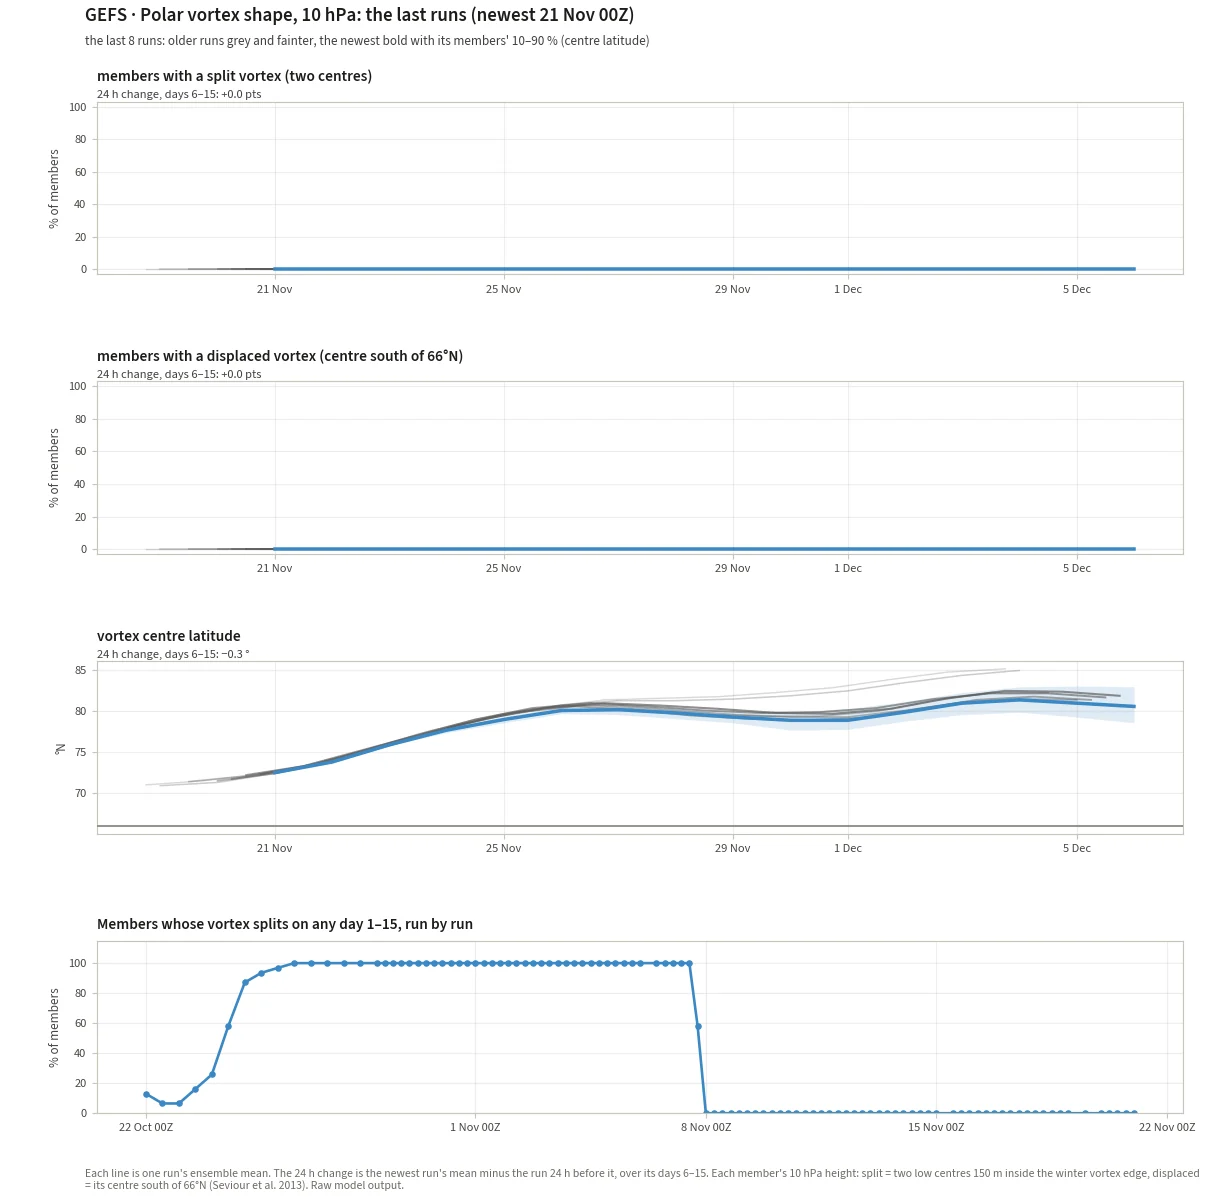 GEFS · Polar vortex shape, 10 hPa: the last runs (newest 21 Nov 00Z)
the last 8 runs: older runs grey and fainter, the newest bold with its members' 10–90 % (centre latitude)
members with a split vortex (two centres)
24 h change, days 6–15: +0.0 pts
100
80
60
40
20
0
% of members
21 Nov 25 Nov 29 Nov 1 Dec 5 Dec
members with a displaced vortex (centre south of 66°N)
24 h change, days 6–15: +0.0 pts
100
80
60
40
20
0
% of members
21 Nov 25 Nov 29 Nov 1 Dec 5 Dec
vortex centre latitude
24 h change, days 6–15: −0.3 °
85
80
75
70
°N
21 Nov 25 Nov 29 Nov 1 Dec 5 Dec
Members whose vortex splits on any day 1–15, run by run
100
80
60
40
20
0
% of members
22 Oct 00Z 1 Nov 00Z 8 Nov 00Z 15 Nov 00Z 22 Nov 00Z
Each line is one run's ensemble mean. The 24 h change is the newest run's mean minus the run 24 h before it, over its days 6–15. Each member's 10 hPa height: split = two low centres 150 m inside the winter vortex edge, displaced
= its centre south of 66°N (Seviour et al. 2013). Raw model output.